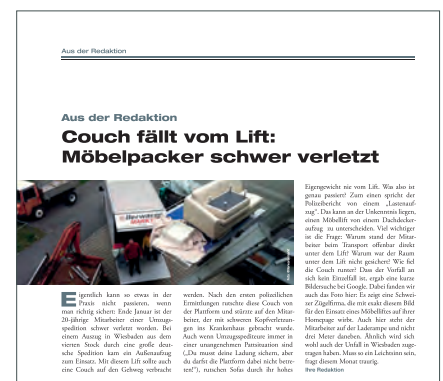 Aus der Redaktion
Aus der Redaktion
Couch fällt vom Lift:
Möbelpacker schwer verletzt
Eigentlich kann so etwas in der
Praxis nicht passieren, wenn
man richtig sichert: Ende Januar ist der
20-jährige Mitarbeiter einer Umzugs-
spedition schwer verletzt worden. Bei
einem Auszug in Wiesbaden aus dem
vierten Stock durch eine große deut-
sche Spedition kam ein Außenaufzug
zum Einsatz. Mit diesem Lift sollte auch
eine Couch auf den Gehweg verbracht
werden. Nach den ersten polizeilichen
Ermittlungen rutschte diese Couch von
der Plattform und stürzte auf den Mitar-
beiter, der mit schweren Kopfverletzun-
gen ins Krankenhaus gebracht wurde.
Auch wenn Umzugsspediteure immer in
einer unangenehmen Pattsituation sind
(„Du musst deine Ladung sichern, aber
du darfst die Plattform dabei nicht betre-
ten!“), rutschen Sofas durch ihr hohes
Eigengewicht nie vom Lift. Was also ist
genau passiert? Zum einen spricht der
Polizeibericht von einem „Lastenauf-
zug“. Das kann an der Unkenntnis liegen,
einen Möbellift von einem Dachdecker-
aufzug zu unterscheiden. Viel wichtiger
ist die Frage: Warum stand der Mitar-
beiter beim Transport offenbar direkt
unter dem Lift? Warum war der Raum
unter dem Lift nicht gesichert? Wie fiel
die Couch runter? Dass der Vorfall an
sich kein Einzelfall ist, ergab eine kurze
Bildersuche bei Google. Dabei fanden wir
auch das Foto hier: Es zeigt eine Schwei-
zer Zügelfirma, die mit exakt diesem Bild
für den Einsatz eines Möbelliftes auf ihrer
Homepage wirbt. Auch hier steht der
Mitarbeiter auf der Laderampe und nicht
drei Meter daneben. Ähnlich wird sich
wohl auch der Unfall in Wiesbaden zuge-
tragen haben. Muss so ein Leichtsinn sein,
fragt diesen Monat traurig,
Ihre Redaktion